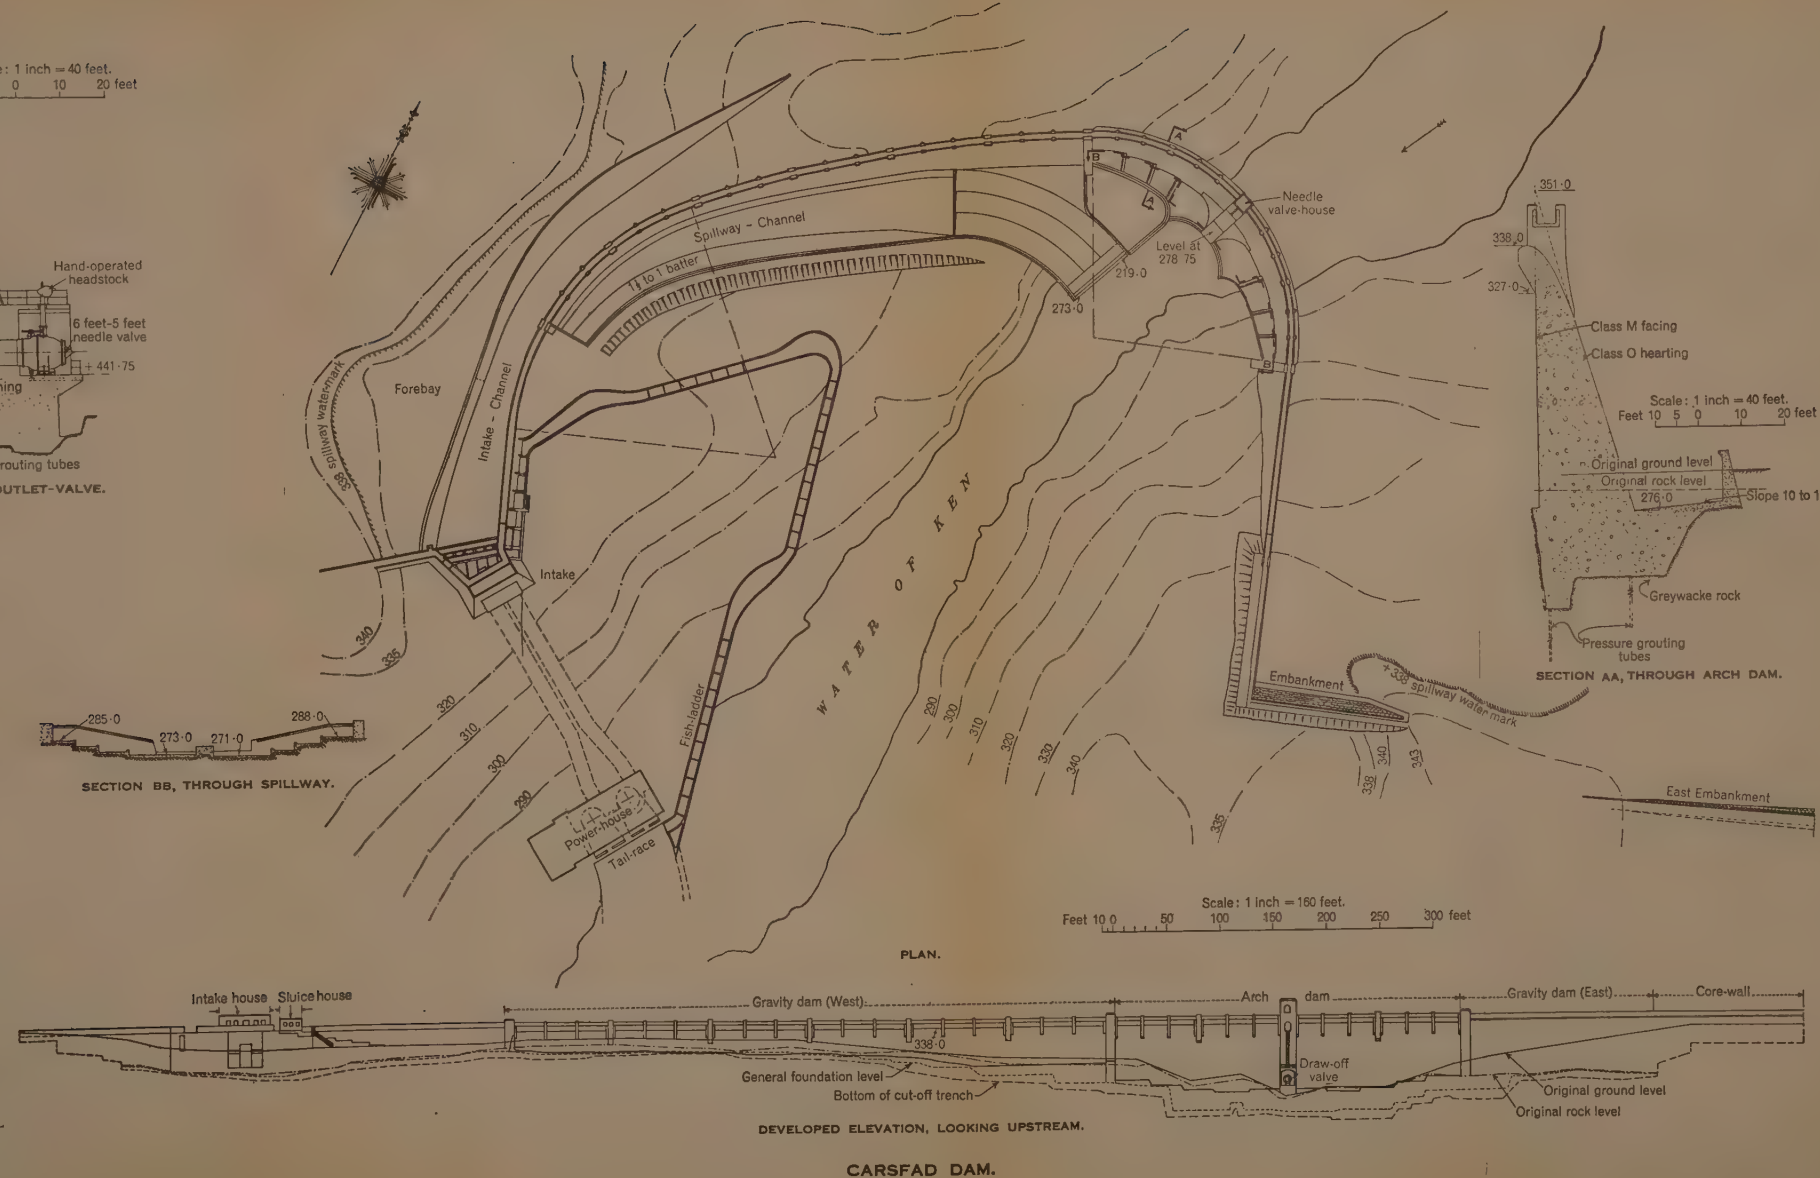 : 1 inch = 40 feet.
0 10 20 feet
Hand-operated
headstock
6 feet-5 feet
needle valve
+ 441·75
routing tubes
OUTLET-VALVE.
285·0
288·0
273·0
271·0
SECTION BB, THROUGH SPILLWAY.
338 spillway water-mark
Forebay
Intake - Channel
Spillway - Channel
1½ to 1 batter
Intake
Fish-ladder
Power-house
Tail-race
WATER OF KEN
340
335
320
310
300
290
290
300
310
320
330
340
335
338
340
343
A
A
B
B
Needle
valve-house
Level at
278 75
219·0
273·0
Embankment
+338 spillway water mark
East Embankment
351·0
338·0
327·0
Class M facing
Class O hearting
Scale: 1 inch = 40 feet.
Feet 10 5 0 10 20 feet
Original ground level
Original rock level
276·0
Slope 10 to 1
Greywacke rock
Pressure grouting
tubes
SECTION AA, THROUGH ARCH DAM.
Scale: 1 inch = 160 feet.
Feet 10 0 50 100 150 200 250 300 feet
PLAN.
Intake house
Sluice house
Gravity dam (West)
Arch dam
Gravity dam (East)
Core-wall
338·0
General foundation level
Bottom of cut-off trench
Draw-off
valve
Original ground level
Original rock level
DEVELOPED ELEVATION, LOOKING UPSTREAM.
CARSFAD DAM.